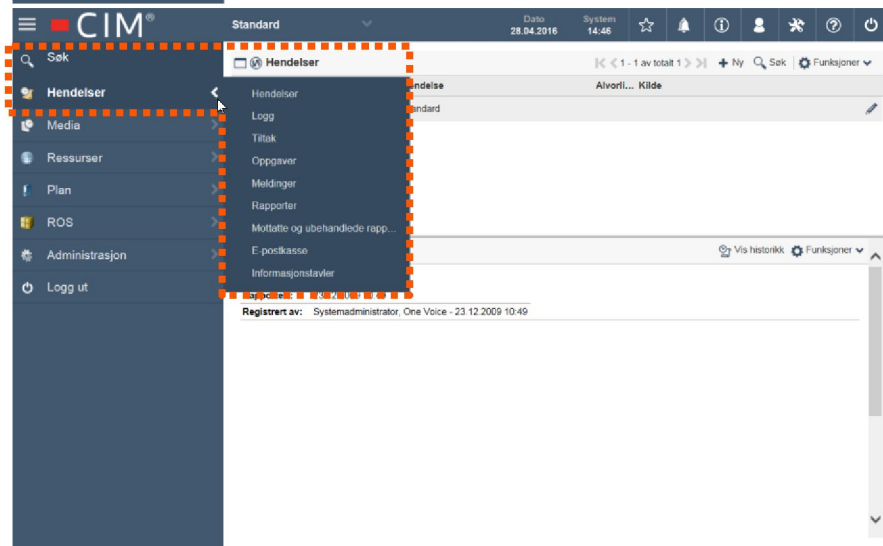 CIM®
Standard
Dato
28.04.2016
System
14:46
Søk
Hendelser
Media
Ressurser
Plan
ROS
Administrasjon
Logg ut
Hendelser
1 - 1 av totalt 1
Ny
Søk
Funksjoner
Alvorli... Kilde
Hendelser
Logg
Tiltak
Oppgaver
Meldinger
Rapporter
Mottatte og ubehandlede rapp...
E-postkasse
Informasjonstavler
Vis historikk
Funksjoner
Registrert av: Systemadministrator, One Voice - 23.12.2009 10:49